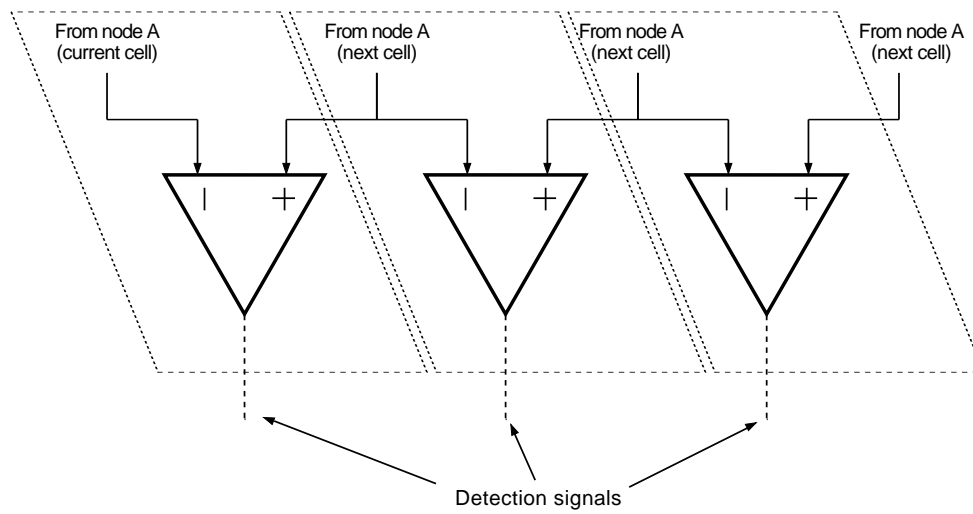 From node A
(current cell)
From node A
(next cell)
From node A
(next cell)
From node A
(next cell)
| +
| +
| +
Detection signals